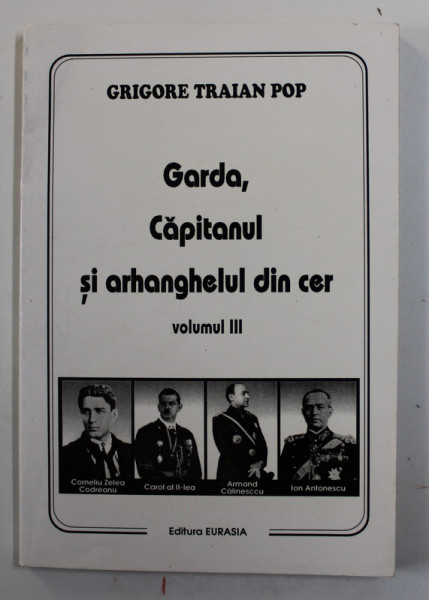 GRIGORE TRAIAN POP
Garda,
Căpitanul
și arhanghelul din cer
volumul III
Corneliu Zelea
Codreanu
Carol al II-lea
Armand
Călinesccu
Ion Antonescu
Editura EURASIA